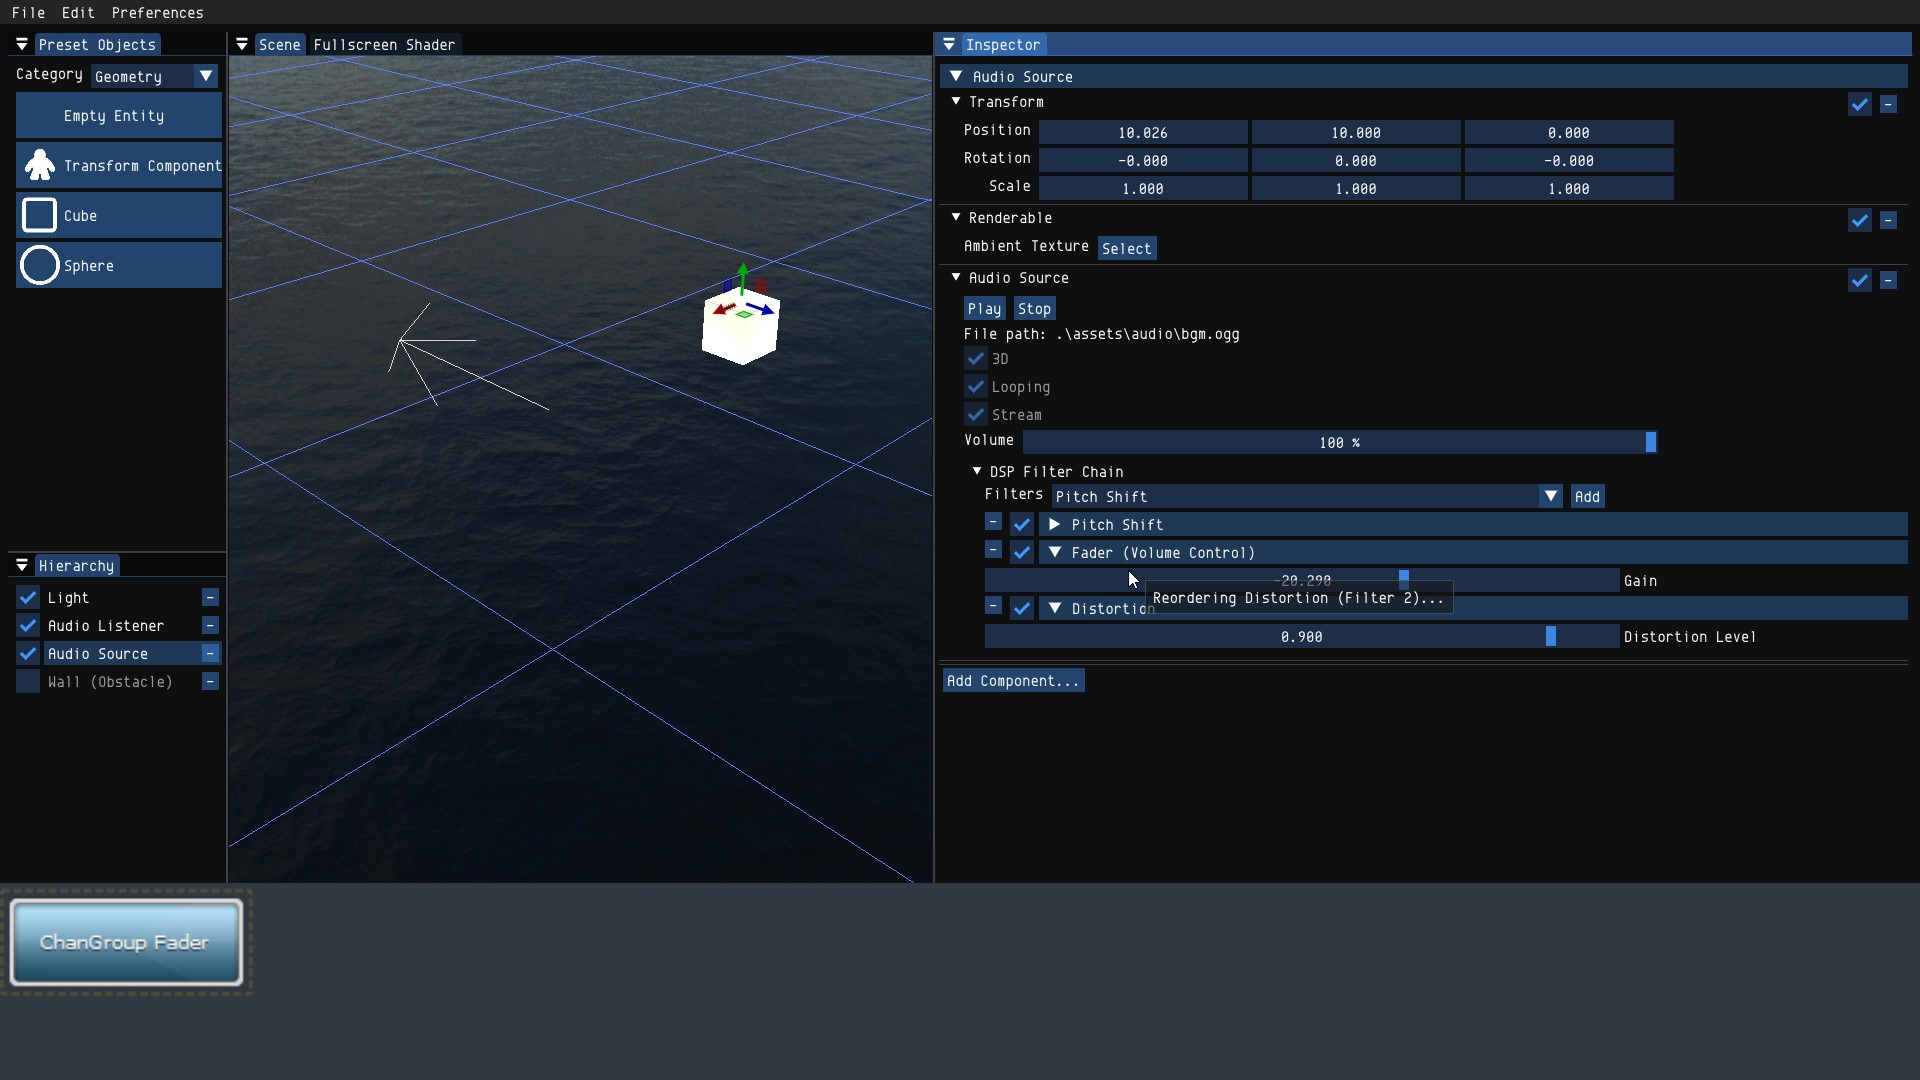 File Edit Preferences
Preset Objects
Category Geometry
Empty Entity
Transform Component
Cube
Sphere
Hierarchy
Light
Audio Listener
Audio Source
Wall (Obstacle)
Scene Fullscreen Shader
Inspector
Audio Source
Transform
Position 10.026 10.000 0.000
Rotation -0.000 0.000 -0.000
Scale 1.000 1.000 1.000
Renderable
Ambient Texture Select
Audio Source
Play Stop
File path: .\assets\audio\bgm.ogg
3D
Looping
Stream
Volume 100 %
DSP Filter Chain
Filters Pitch Shift Add
Pitch Shift
Fader (Volume Control)
-20.290 Gain
Reordering Distortion (Filter 2)...
Distortion
0.900 Distortion Level
Add Component...
ChanGroup Fader